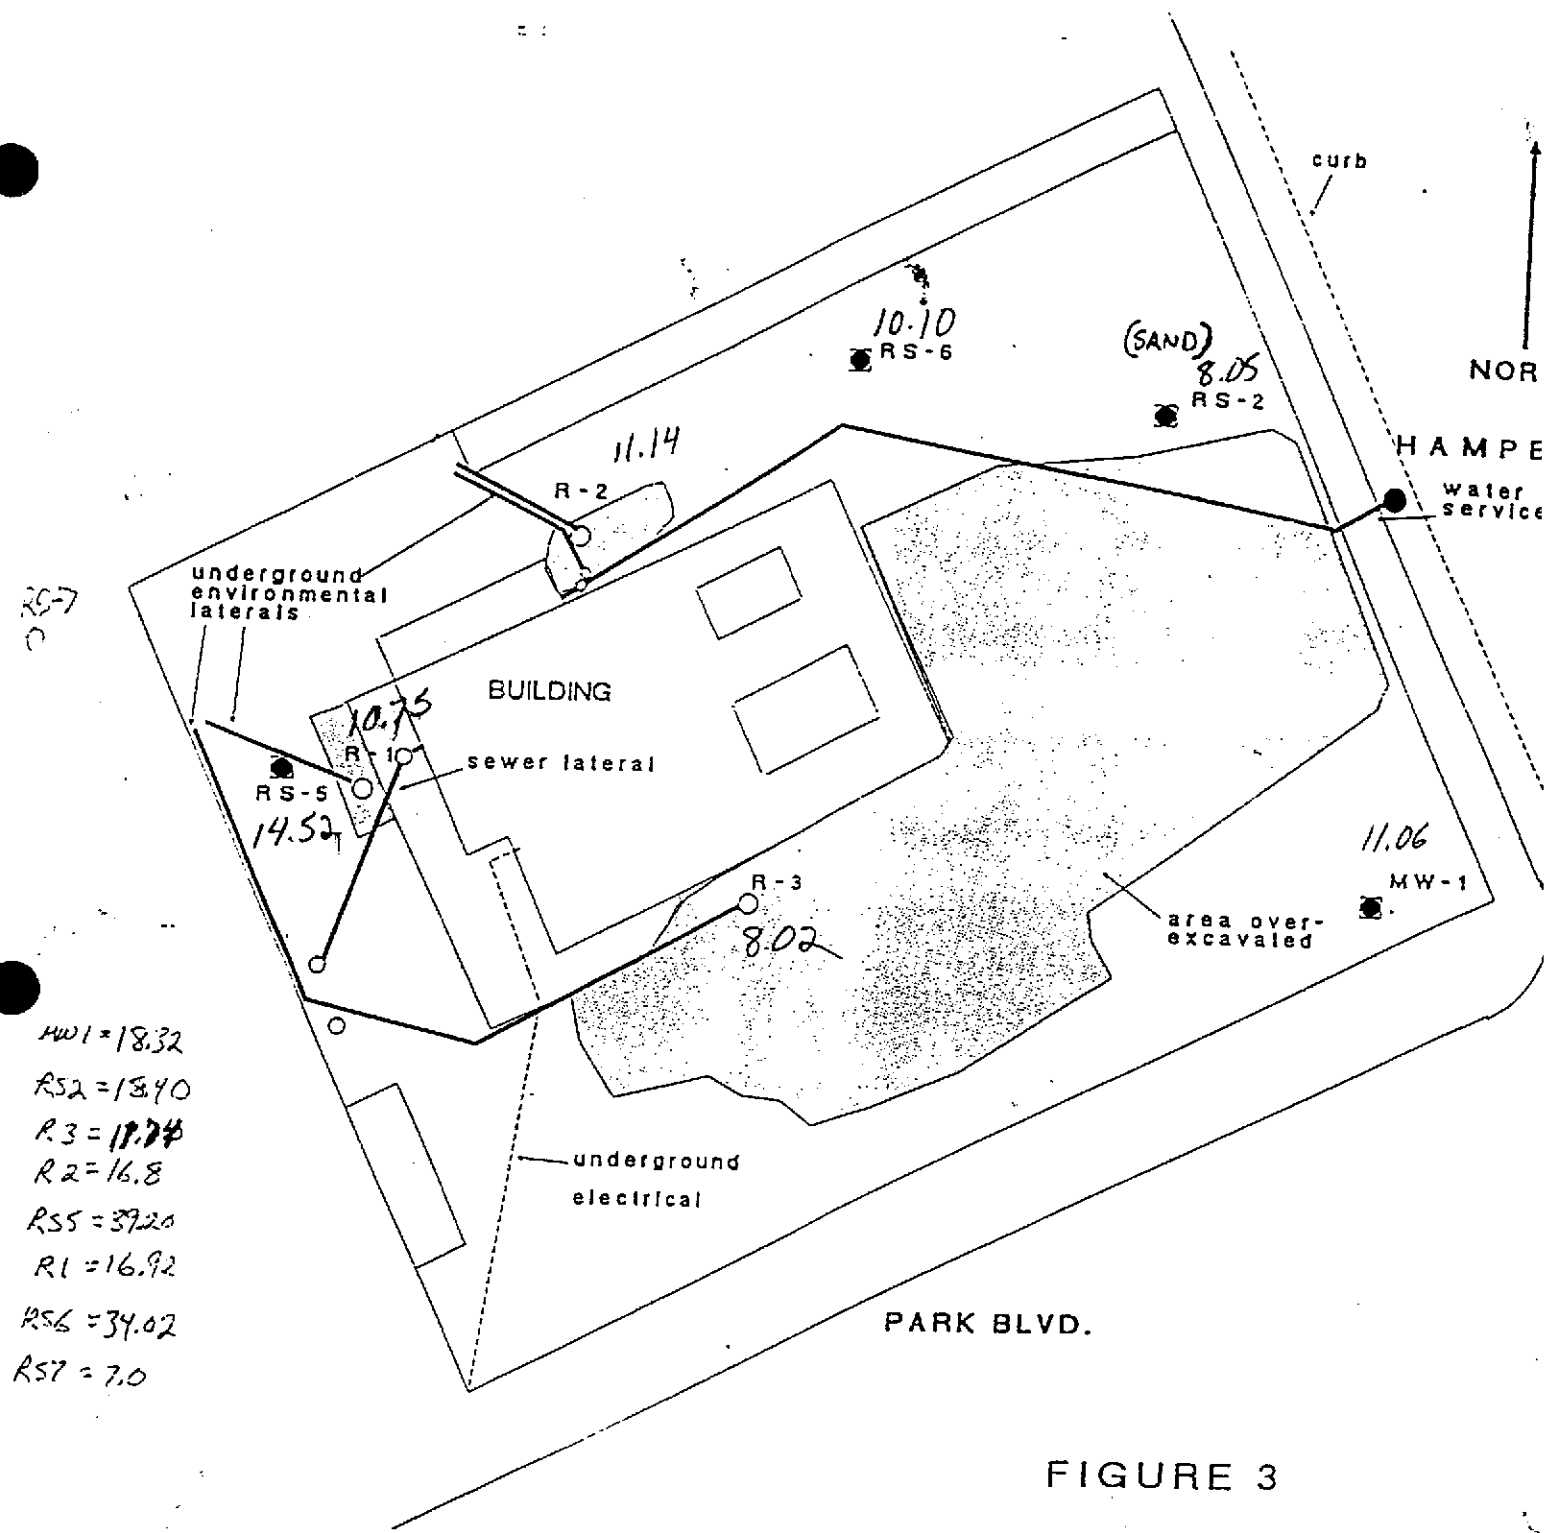 curb
10.10
RS-6
(SAND)
8.05
RS-2
NOR
HAMPE
water
service
11.14
R-2
underground
environmental
laterals
RS-7
BUILDING
10.75
R-1
sewer lateral
RS-5
14.52
R-3
8.02
11.06
MW-1
area over-
excavated
MW1=18.32
RS2=18.40
R3=
R2=16.8
RS5=39.20
R1=16.92
RS6=34.02
RS7=7.0
underground
electrical
PARK BLVD.
FIGURE 3